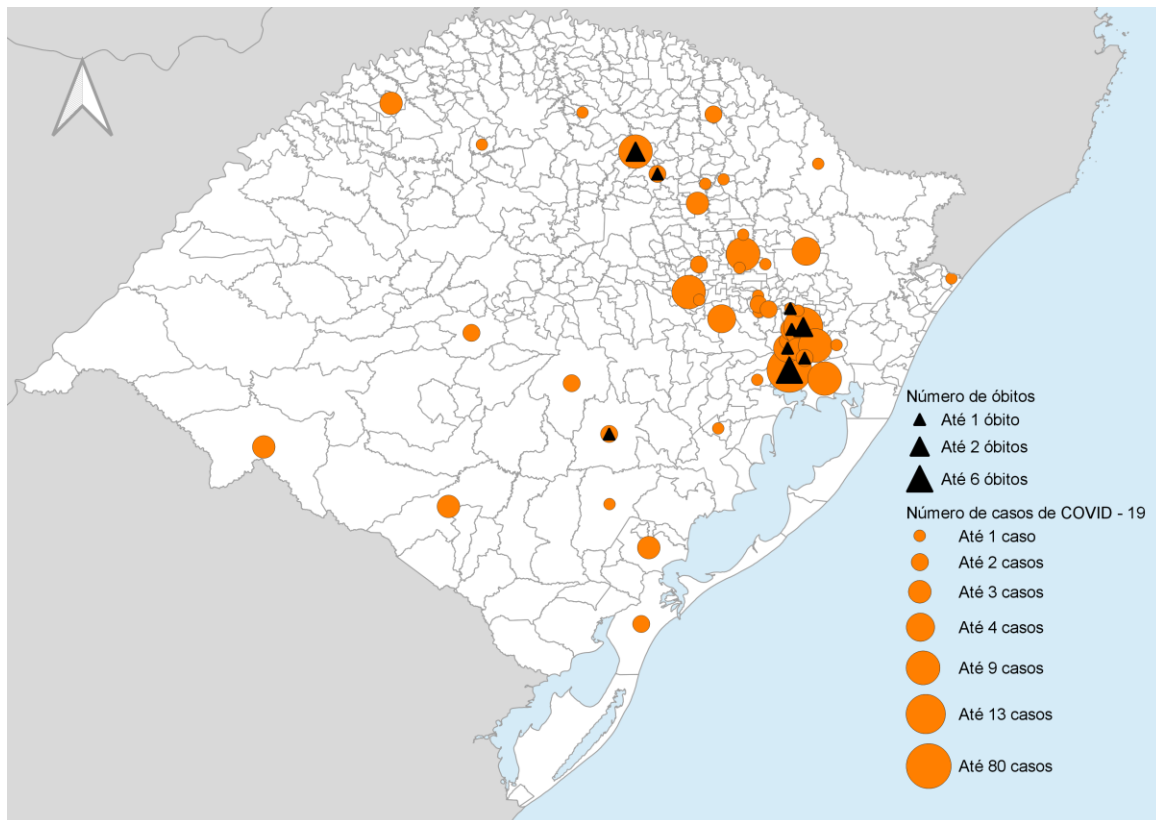 Número de óbitos
Até 1 óbito
Até 2 óbitos
Até 6 óbitos
Número de casos de COVID - 19
Até 1 caso
Até 2 casos
Até 3 casos
Até 4 casos
Até 9 casos
Até 13 casos
Até 80 casos